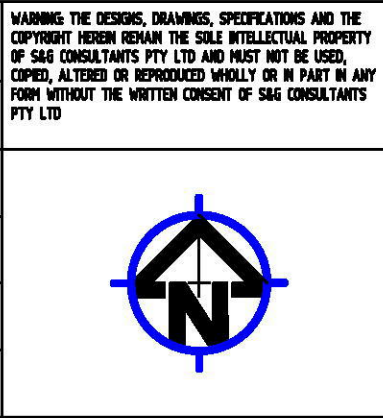 WARNING: THE DESIGNS, DRAWINGS, SPECIFICATIONS AND THE
COPYRIGHT HEREIN REMAIN THE SOLE INTELLECTUAL PROPERTY
OF S&G CONSULTANTS PTY LTD AND MUST NOT BE USED,
COPIED, ALTERED OR REPRODUCED WHOLLY OR IN PART IN ANY
FORM WITHOUT THE WRITTEN CONSENT OF S&G CONSULTANTS
PTY LTD
N